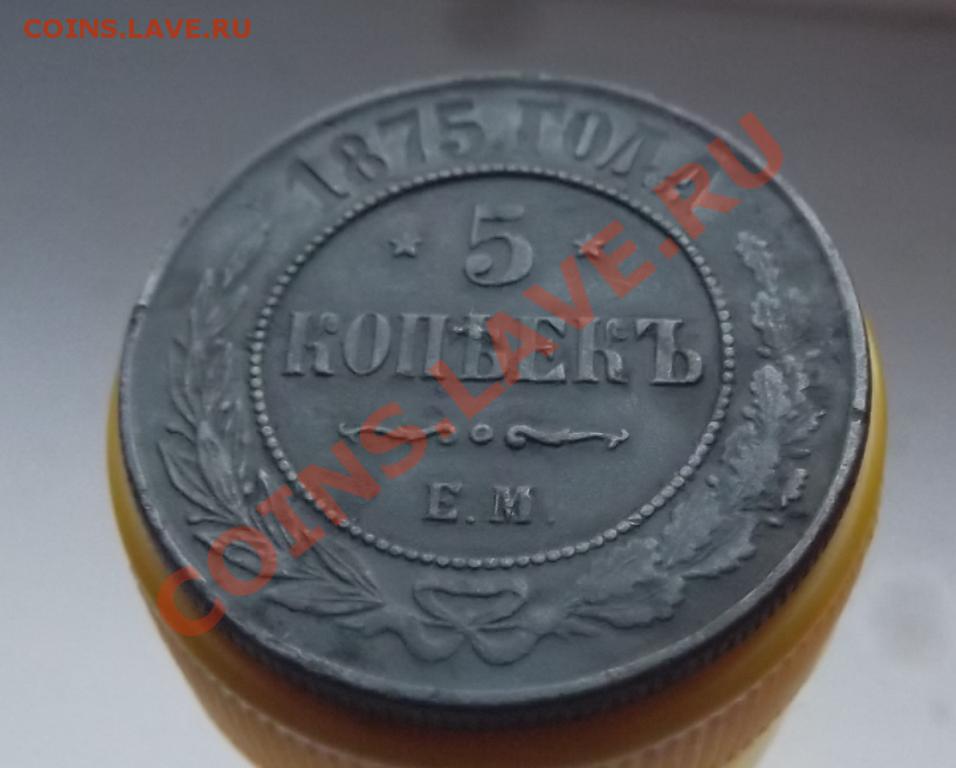 COINS.LAVE.RU
1875 ГОДА.
5
КОПѢЕКЪ
Е.М.
COINS.LAVE.RU